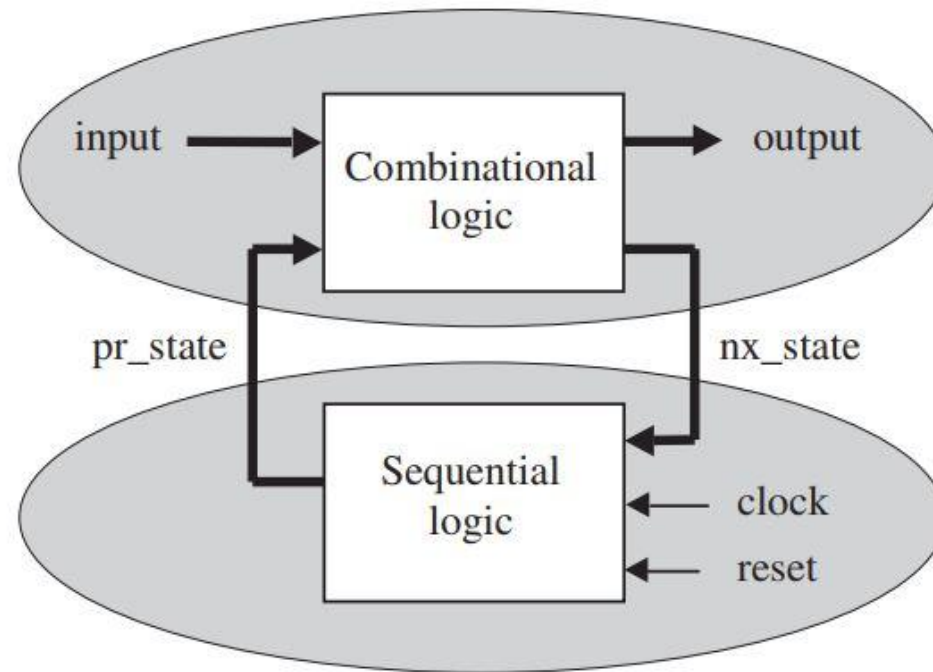 input
Combinational
logic
output
pr_state
nx_state
Sequential
logic
clock
reset